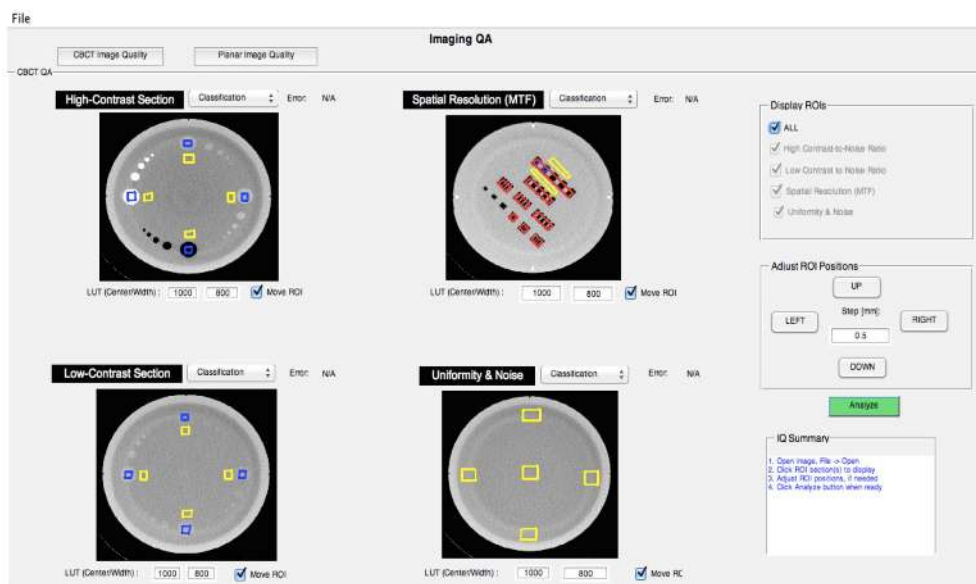 File
Imaging QA
CBCT Image Quality
Planar Image Quality
CBCT QA
High-Contrast Section
Classification
Error: N/A
Spatial Resolution (MTF)
Classification
Error: N/A
LUT (Center/Width) : 1000 800 Move ROI
LUT (Center/Width) : 1000 800 Move ROI
Low-Contrast Section
Classification
Error: N/A
Uniformity & Noise
Classification
Error: N/A
LUT (Center/Width) : 1000 800 Move ROI
LUT (Center/Width) : 1000 800 Move RC
Display ROIs
ALL
High Contrast-to-Noise Ratio
Low Contrast to Noise Ratio
Spatial Resolution (MTF)
Uniformity & Noise
Adjust ROI Positions
UP
LEFT
Step [mm]:
RIGHT
0.5
DOWN
Analyze
IQ Summary
1. Open Image, File -> Open
2. Click ROI section(s) to display
3. Adjust ROI positions, if needed
4. Click Analyze button when ready